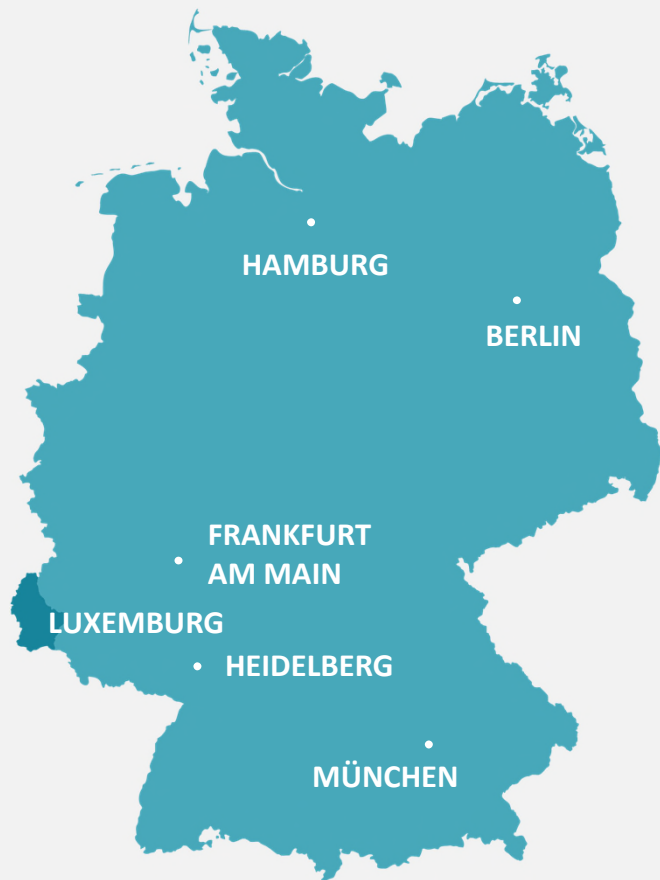 HAMBURG
BERLIN
FRANKFURT
AM MAIN
LUXEMBURG
HEIDELBERG
MÜNCHEN